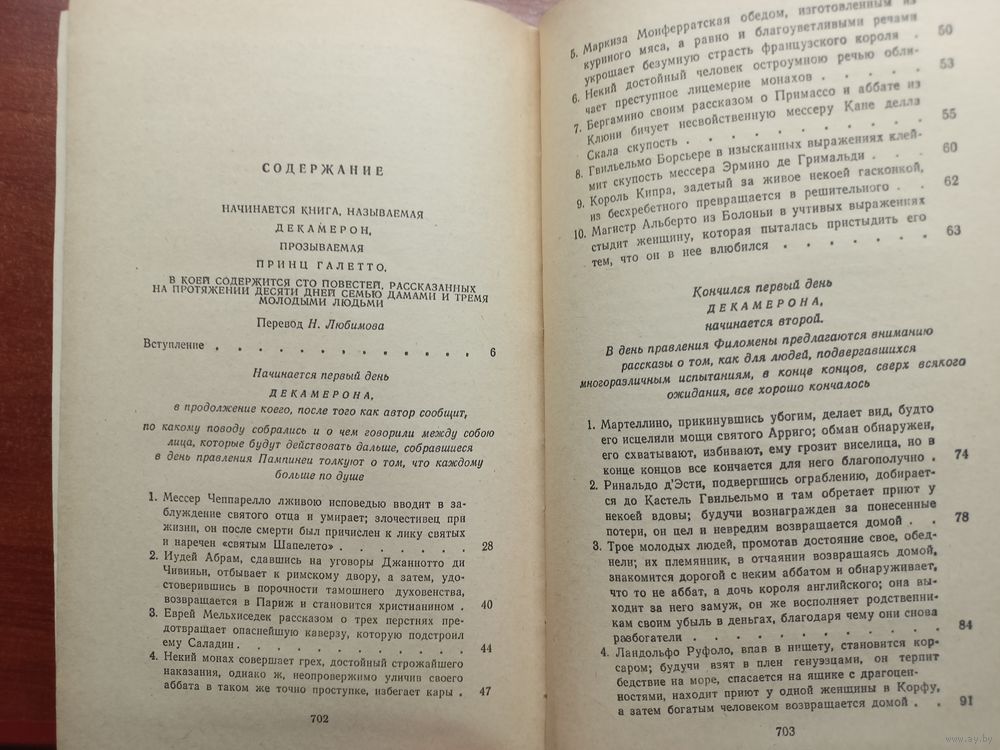 СОДЕРЖАНИЕ
НАЧИНАЕТСЯ КНИГА, НАЗЫВАЕМАЯ
ДЕКАМЕРОН,
ПРОЗЫВАЕМАЯ
ПРИНЦ ГАЛЕТТО,
В КОЕЙ СОДЕРЖИТСЯ СТО ПОВЕСТЕЙ, РАССКАЗАННЫХ
НА ПРОТЯЖЕНИИ ДЕСЯТИ ДНЕЙ СЕМЬЮ ДАМАМИ И ТРЕМЯ
МОЛОДЫМИ ЛЮДЬМИ
Перевод Н. Любимова
Вступление . . . . . . . . . . . . . 6
Начинается первый день
ДЕКАМЕРОНА,
в продолжение коего, после того как автор сообщит,
по какому поводу собрались и о чем говорили между собою
лица, которые будут действовать дальше, собравшиеся
в день правления Пампинеи толкуют о том, что каждому
больше по душе
1. Мессер Чеппарелло лживою исповедью вводит в за-
блуждение святого отца и умирает; злочестивец при
жизни, он после смерти был причислен к лику святых
и наречен «святым Шапелето» . . . . . . . 28
2. Иудей Абрам, сдавшись на уговоры Джаннотто ди
Чивиньи, отбывает к римскому двору, а затем, удо-
стоверившись в порочности тамошнего духовенства,
возвращается в Париж и становится христианином . 40
3. Еврей Мельхиседек рассказом о трех перстнях пре-
дотвращает опаснейшую каверзу, которую подстроил
ему Саладин . . . . . . . . . . . . 44
4. Некий монах совершает грех, достойный строжайшего
наказания, однако ж, неопровержимо уличив своего
аббата в таком же точно проступке, избегает кары . 47
702
5. Маркиза Монферратская обедом, изготовленным из
куриного мяса, а равно и благоуветливыми речами
укрощает безумную страсть французского короля . 50
6. Некий достойный человек остроумною речью обли-
чает преступное лицемерие монахов . . . . . 53
7. Бергамино своим рассказом о Примассо и аббате из
Клюни бичует несвойственную мессеру Кане делла
Скала скупость . . . . . . . . . . . 55
8. Гвильельмо Борсьере в изысканных выражениях клей-
мит скупость мессера Эрмино де Гримальди . . . 60
9. Король Кипра, задетый за живое некоей гасконкой,
из бесхребетного превращается в решительного . . 62
10. Магистр Альберто из Болоньи в учтивых выражениях
стыдит женщину, которая пыталась пристыдить его
тем, что он в нее влюбился . . . . . . . 63
Кончился первый день
ДЕКАМЕРОНА,
начинается второй.
В день правления Филомены предлагаются вниманию
рассказы о том, как для людей, подвергавшихся
многоразличным испытаниям, в конце концов, сверх всякого
ожидания, все хорошо кончалось
1. Мартеллино, прикинувшись убогим, делает вид, будто
его исцелили мощи святого Арриго; обман обнаружен,
его схватывают, избивают, ему грозит виселица, но в
конце концов все кончается для него благополучно . 74
2. Ринальдо д'Эсти, подвергшись ограблению, добирает-
ся до Кастель Гвильельмо и там обретает приют у
некоей вдовы; будучи вознагражден за понесенные
потери, он цел и невредим возвращается домой . . 78
3. Трое молодых людей, промотав достояние свое, обед-
нели; их племянник, в отчаянии возвращаясь домой,
знакомится дорогой с неким аббатом и обнаруживает,
что то не аббат, а дочь короля английского; она вы-
ходит за него замуж, он же восполняет родственни-
кам своим убыль в деньгах, благодаря чему они снова
разбогатели . . . . . . . . . . . . 84
4. Ландольфо Руфоло, впав в нищету, становится кор-
саром; будучи взят в плен генуэзцами, он терпит
бедствие на море, спасается на ящике с драгоцен-
ностями, находит приют у одной женщины в Корфу,
а затем богатым человеком возвращается домой . . 91
703
www.ay.by